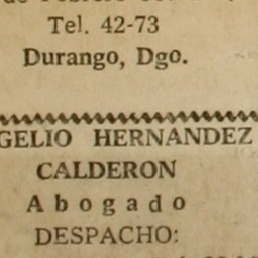 Tel. 42-73
Durango, Dgo.
GELIO HERNANDEZ
CALDERON
Abogado
DESPACHO: